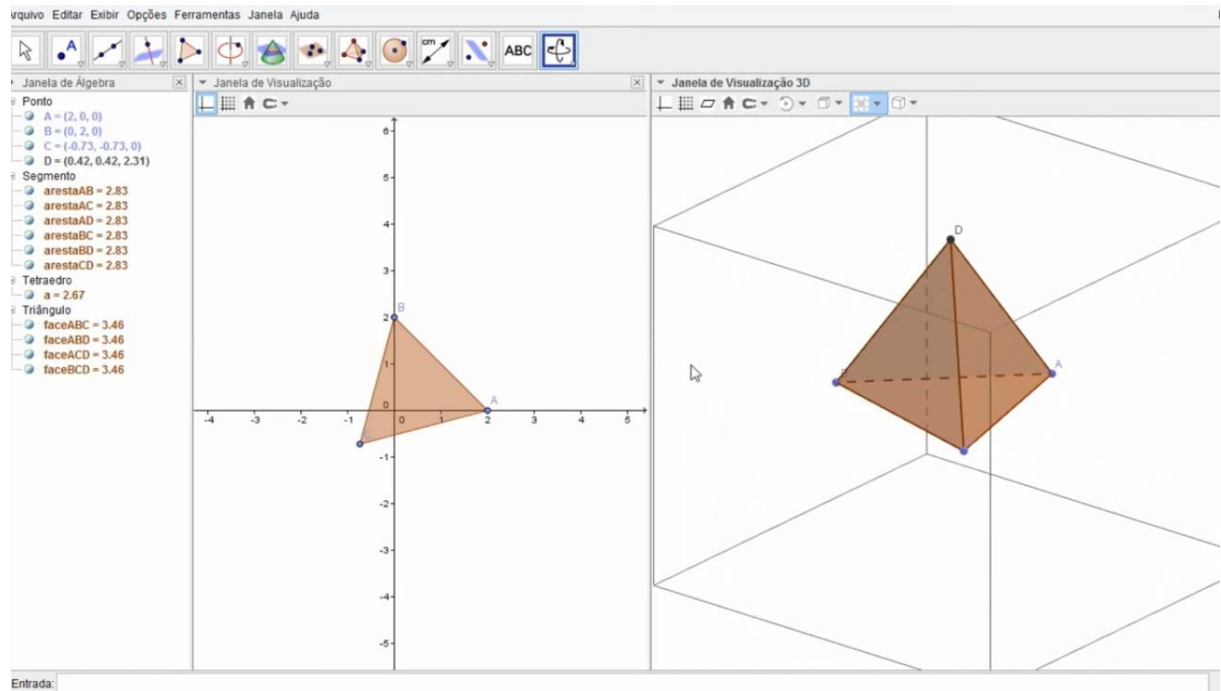 Arquivo Editar Exibir Opções Ferramentas Janela Ajuda
A cm ABC
Janela de Álgebra
Ponto
A = (2, 0, 0)
B = (0, 2, 0)
C = (-0.73, -0.73, 0)
D = (0.42, 0.42, 2.31)
Segmento
arestaAB = 2.83
arestaAC = 2.83
arestaAD = 2.83
arestaBC = 2.83
arestaBD = 2.83
arestaCD = 2.83
Tetraedro
a = 2.67
Triângulo
faceABC = 3.46
faceABD = 3.46
faceACD = 3.46
faceBCD = 3.46
Janela de Visualização
6
5
4
3
B
2
1
0
A
-4 -3 -2 -1 0 1 2 3 4 5
-1
-2
-3
-4
-5
Janela de Visualização 3D
D
A
Entrada: